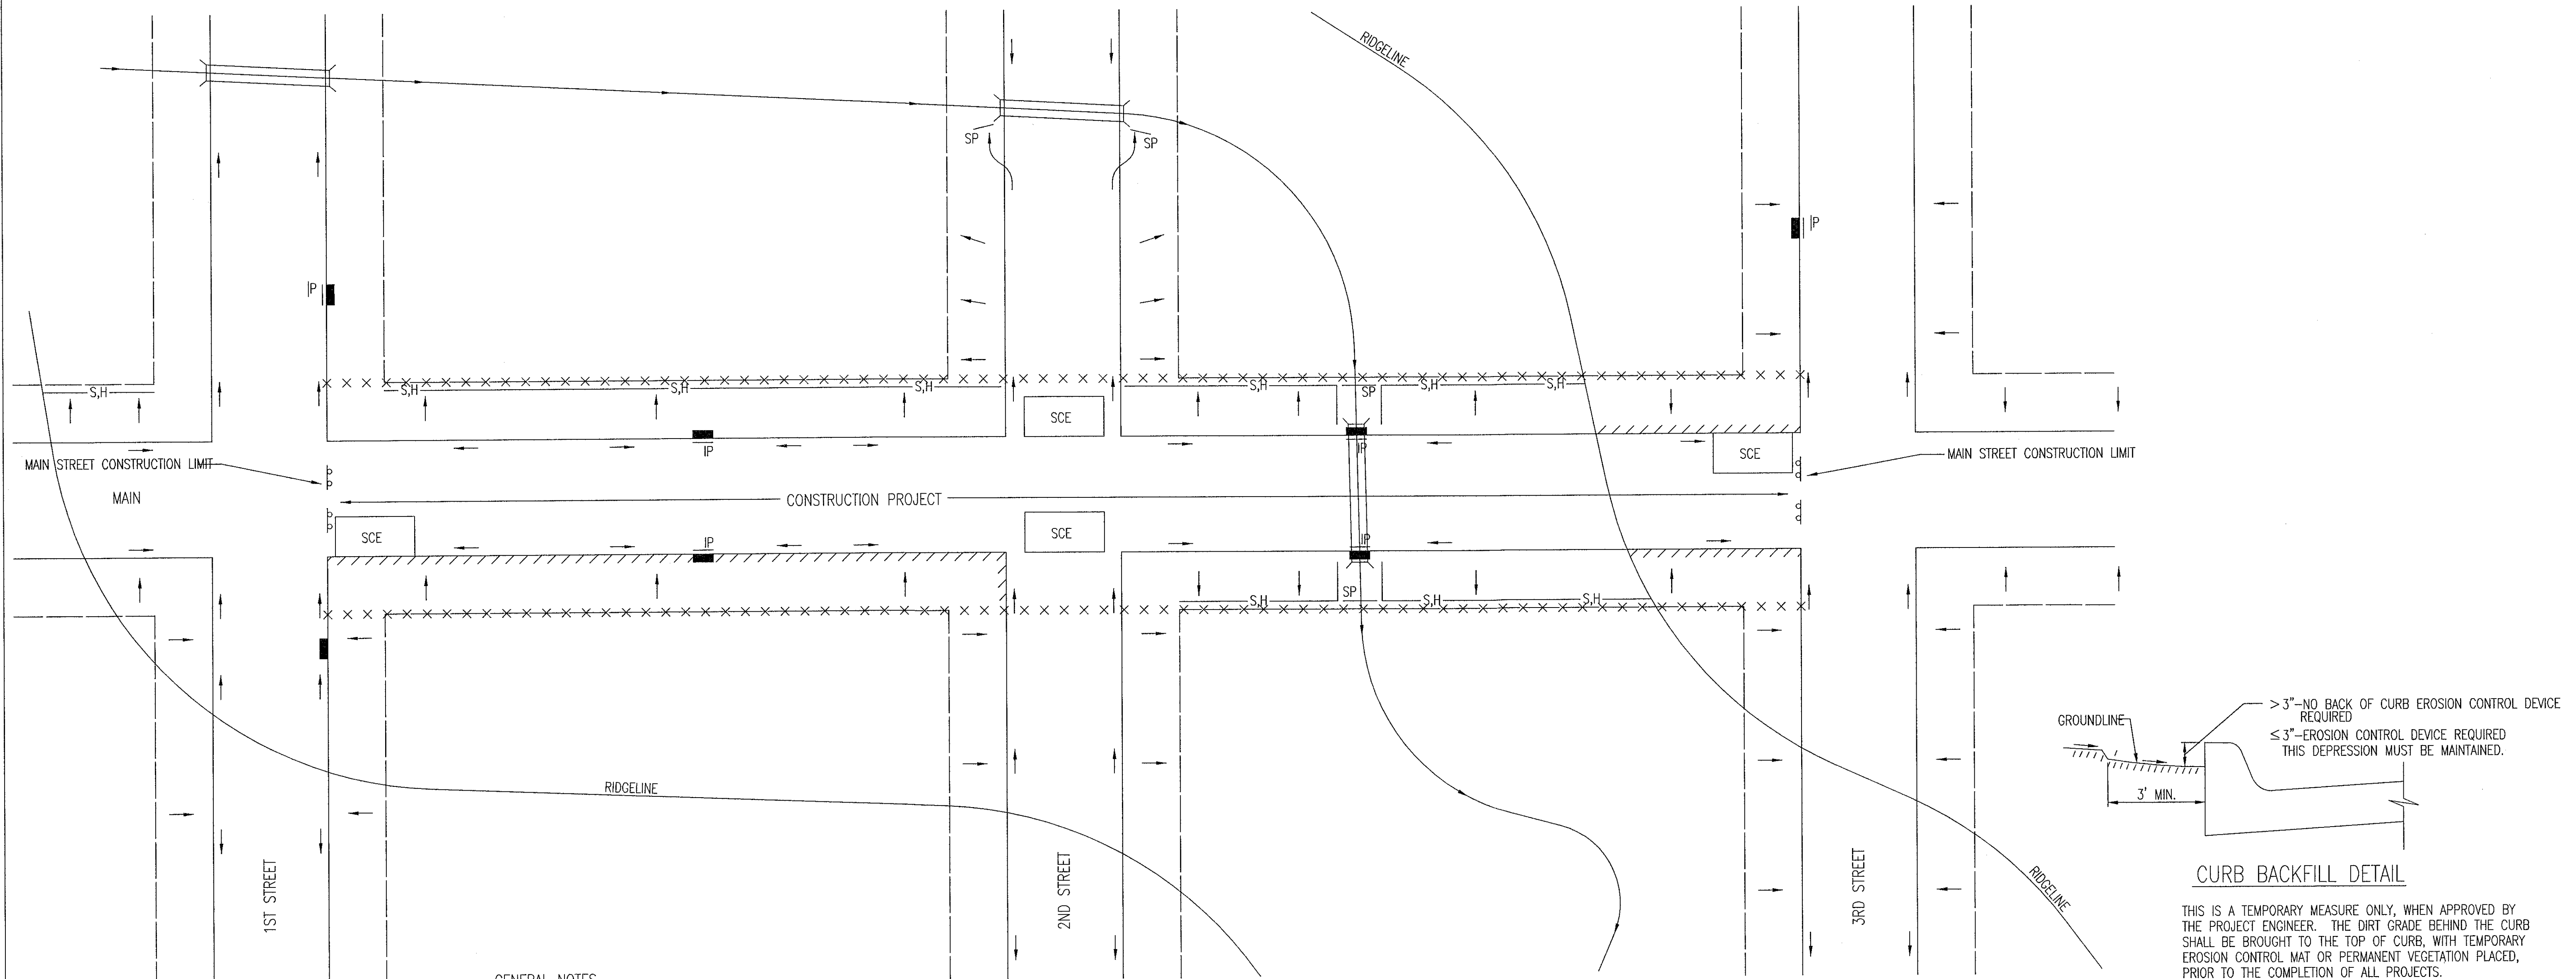 RIDGELINE
SP
SP
IP
IP
S,H
S,H
S,H
S,H
S,H
SP
S,H
S,H
SCE
IP
IP
SCE
MAIN STREET CONSTRUCTION LIMIT
MAIN STREET CONSTRUCTION LIMIT
MAIN
CONSTRUCTION PROJECT
SCE
SCE
IP
IP
S,H
SP
S,H
S,H
RIDGELINE
1ST STREET
2ND STREET
3RD STREET
RIDGELINE
GROUNDLINE
> 3"-NO BACK OF CURB EROSION CONTROL DEVICE
REQUIRED
≤ 3"-EROSION CONTROL DEVICE REQUIRED
THIS DEPRESSION MUST BE MAINTAINED.
3' MIN.
CURB BACKFILL DETAIL
THIS IS A TEMPORARY MEASURE ONLY, WHEN APPROVED BY
THE PROJECT ENGINEER. THE DIRT GRADE BEHIND THE CURB
SHALL BE BROUGHT TO THE TOP OF CURB, WITH TEMPORARY
EROSION CONTROL MAT OR PERMANENT VEGETATION PLACED,
PRIOR TO THE COMPLETION OF ALL PROJECTS.
GENERAL NOTES